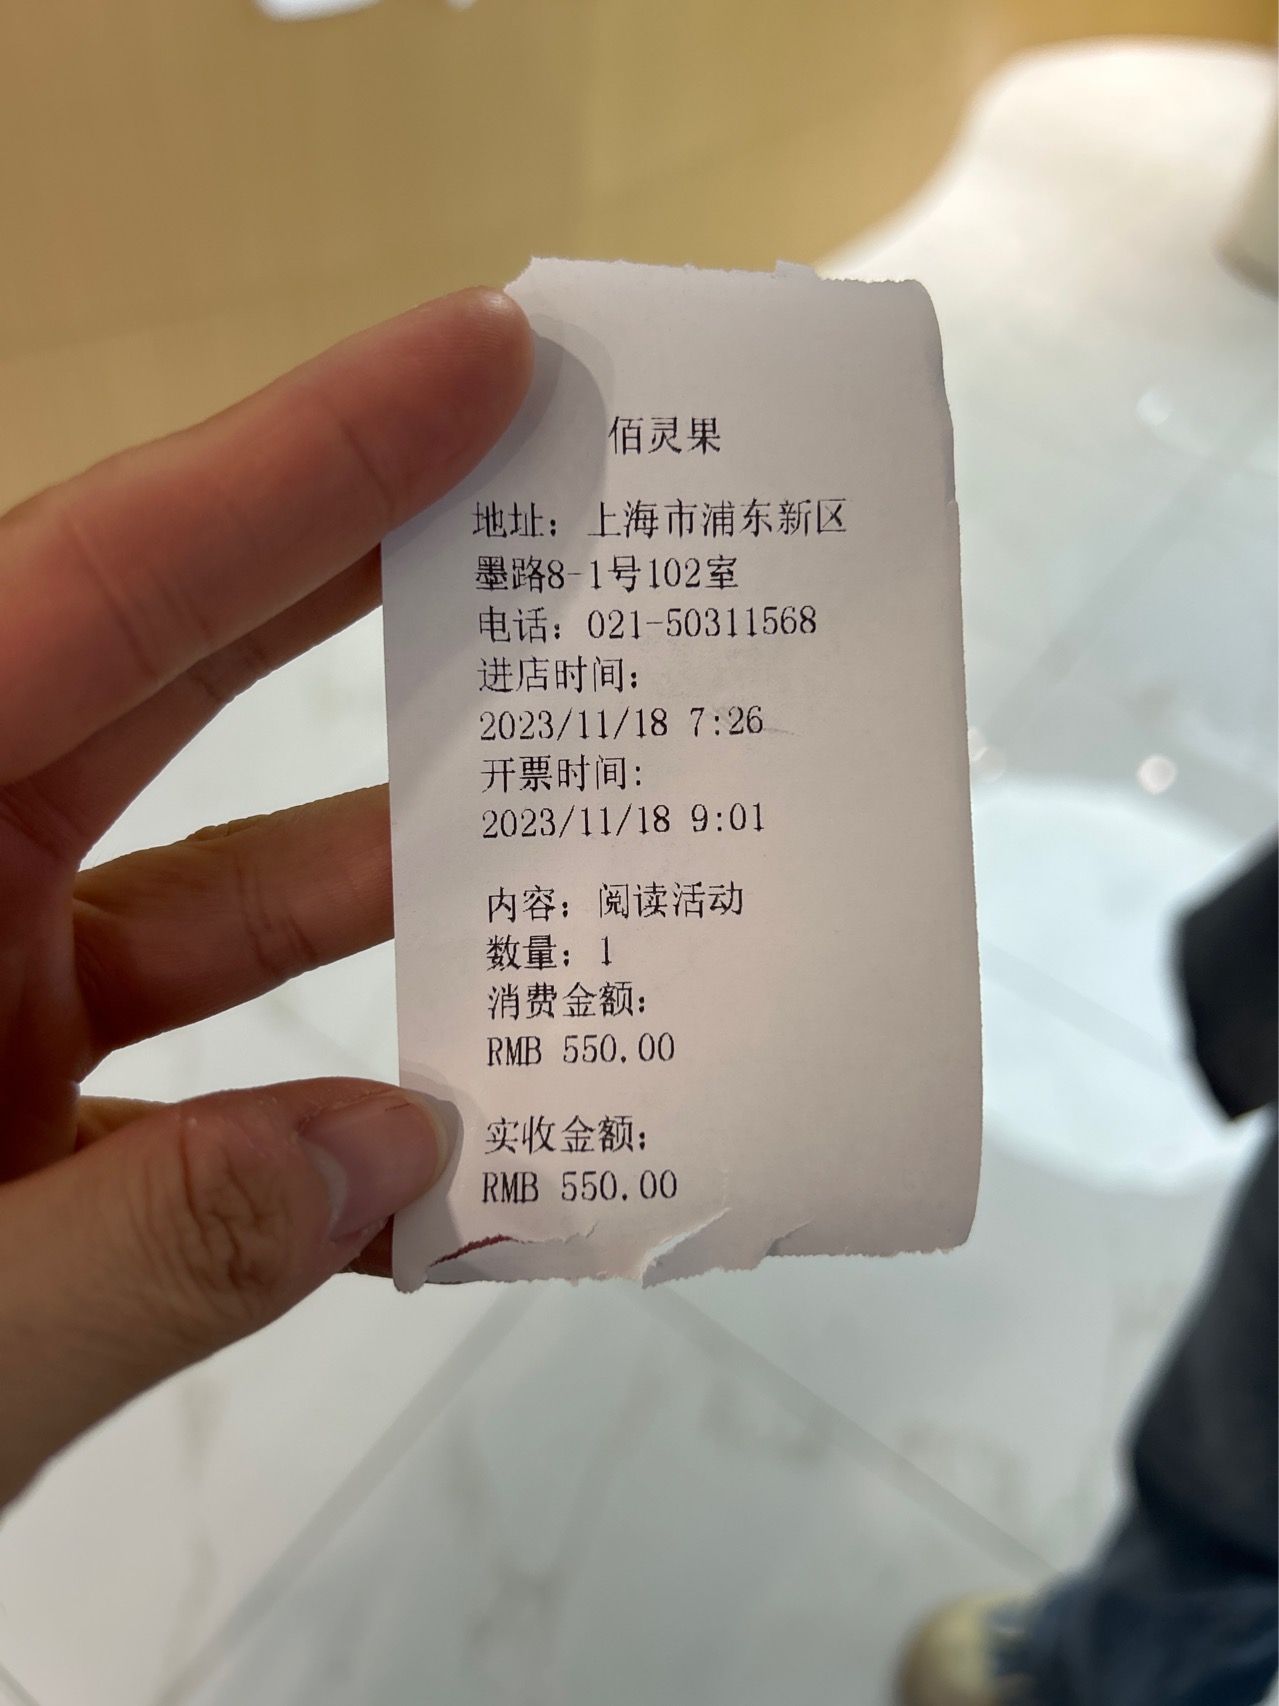 佰灵果
地址：上海市浦东新区
墨路8-1号102室
电话：021-50311568
进店时间：
2023/11/18 7:26
开票时间：
2023/11/18 9:01
内容：阅读活动
数量：1
消费金额：
RMB 550.00
实收金额：
RMB 550.00